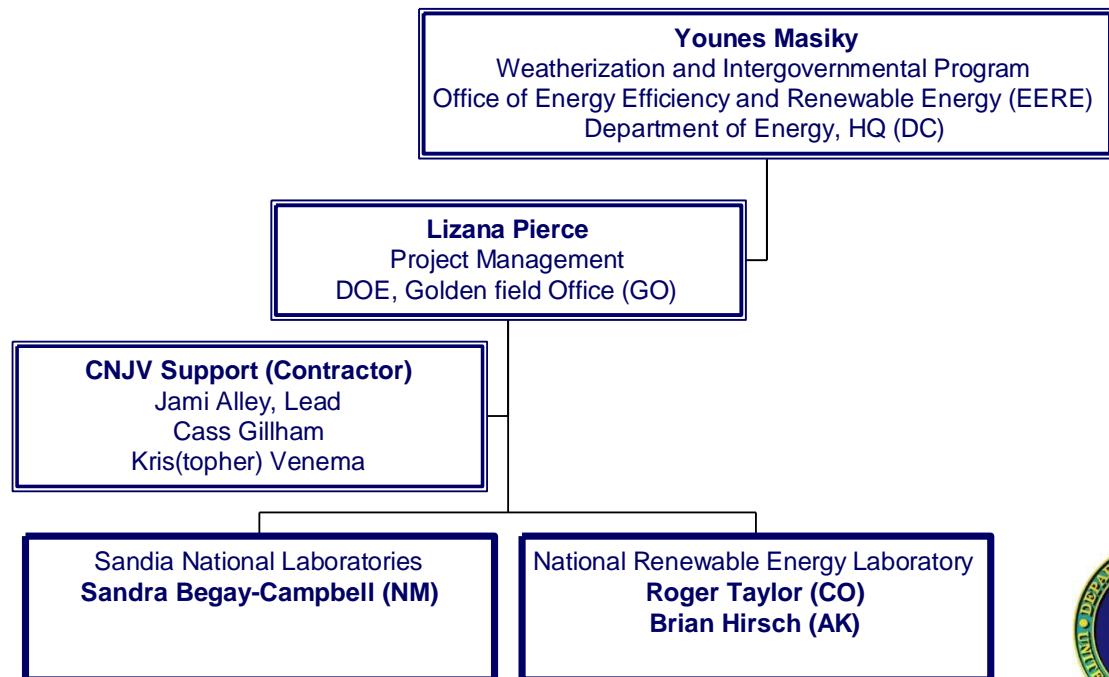 Younes Masiky
Weatherization and Intergovernmental Program
Office of Energy Efficiency and Renewable Energy (EERE)
Department of Energy, HQ (DC)
Lizana Pierce
Project Management
DOE, Golden field Office (GO)
CNJV Support (Contractor)
Jami Alley, Lead
Cass Gillham
Kris(topher) Venema
Sandia National Laboratories
Sandra Begay-Campbell (NM)
National Renewable Energy Laboratory
Roger Taylor (CO)
Brian Hirsch (AK)